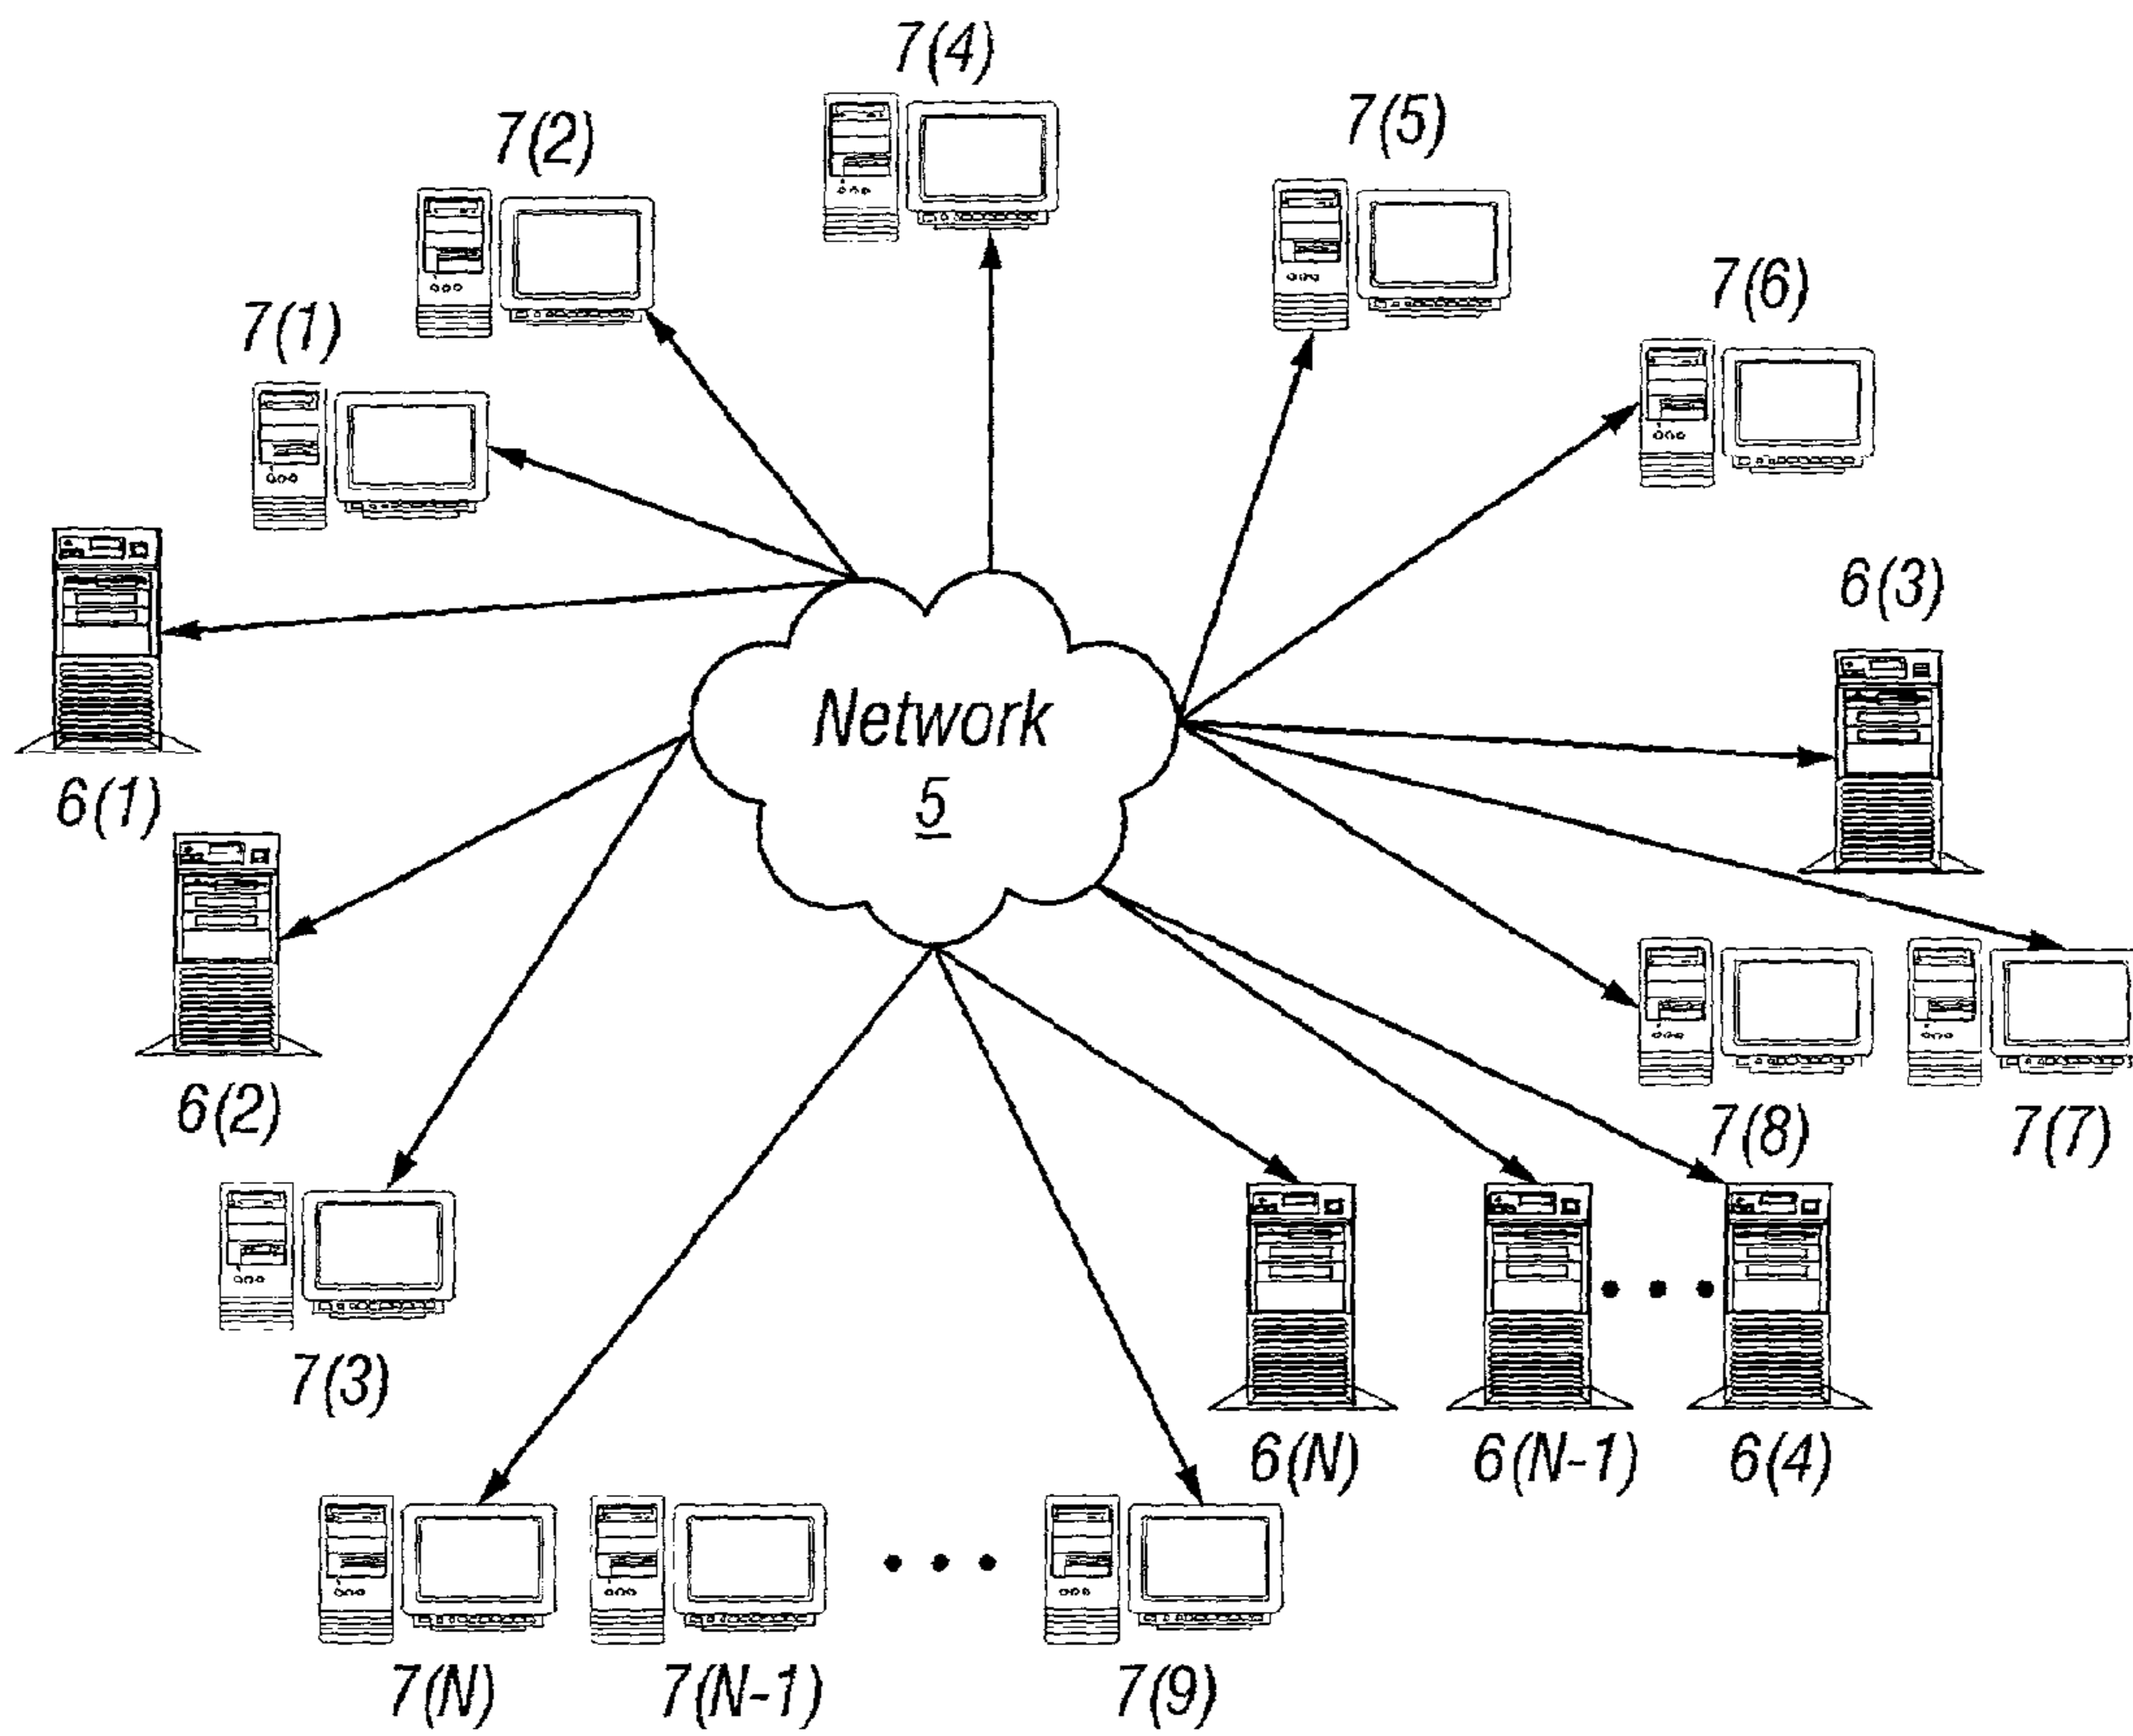 7(4)
7(2)
7(5)
7(6)
7(1)
6(3)
Network
5
6(1)
6(2)
7(8)
7(7)
7(3)
6(N)
6(N-1)
6(4)
7(N)
7(N-1)
7(9)